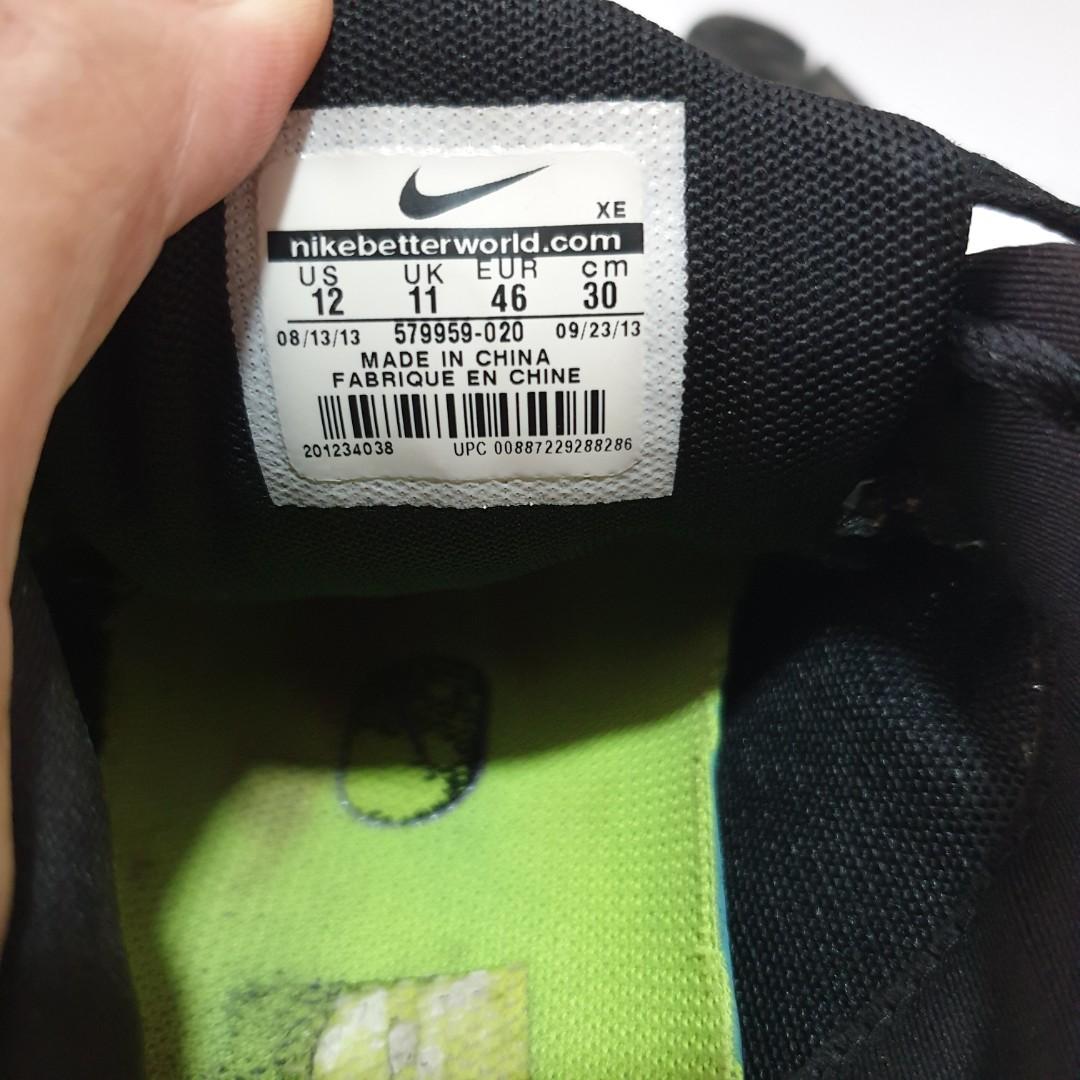 XE
nikebetterworld.com
US UK EUR cm
12 11 46 30
08/13/13 579959-020 09/23/13
MADE IN CHINA
FABRIQUE EN CHINE
201234038 UPC 00887229288286